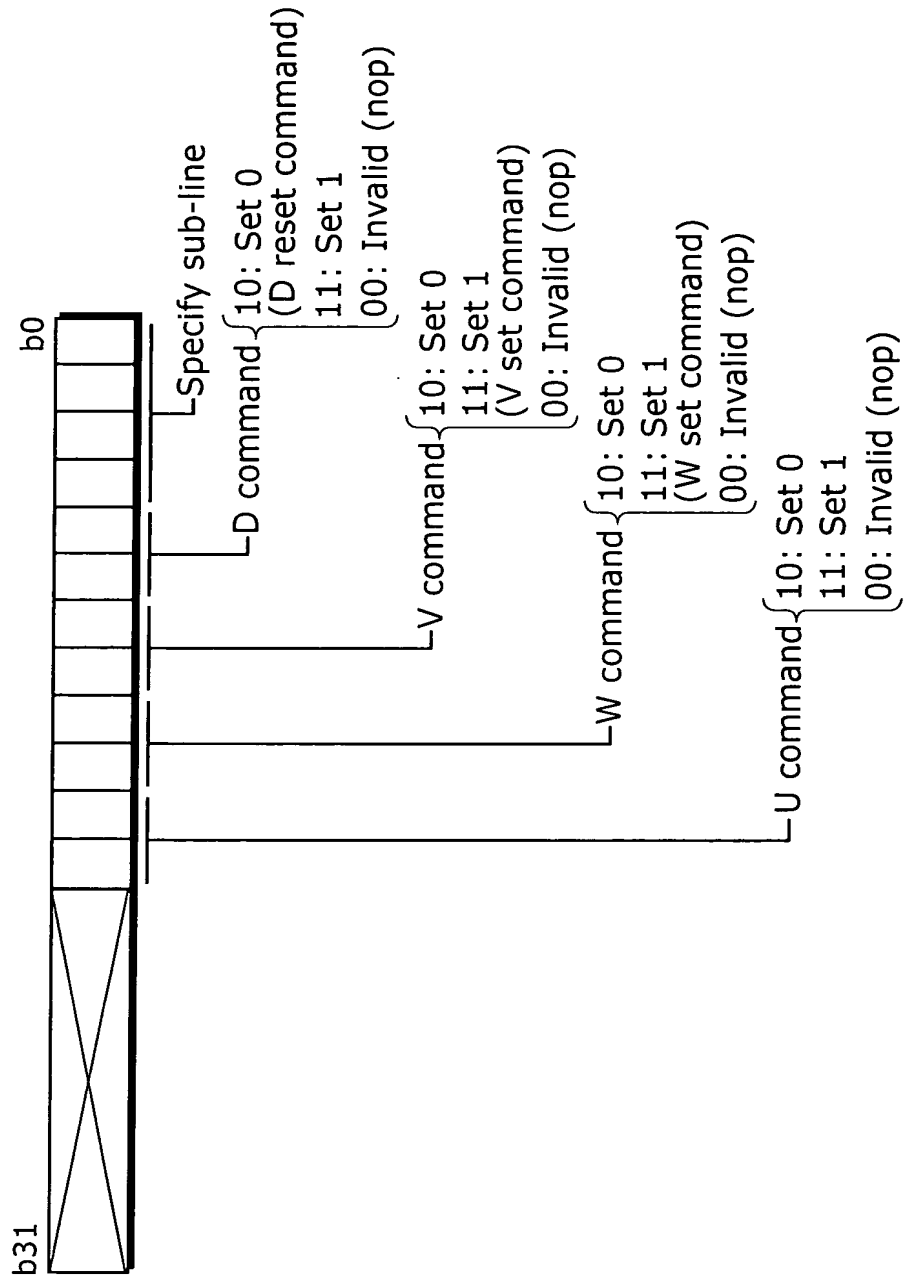 b31
b0
Specify sub-line
D command
10: Set 0
(D reset command)
11: Set 1
00: Invalid (nop)
V command
10: Set 0
11: Set 1
(V set command)
00: Invalid (nop)
W command
10: Set 0
11: Set 1
(W set command)
00: Invalid (nop)
U command
10: Set 0
11: Set 1
00: Invalid (nop)